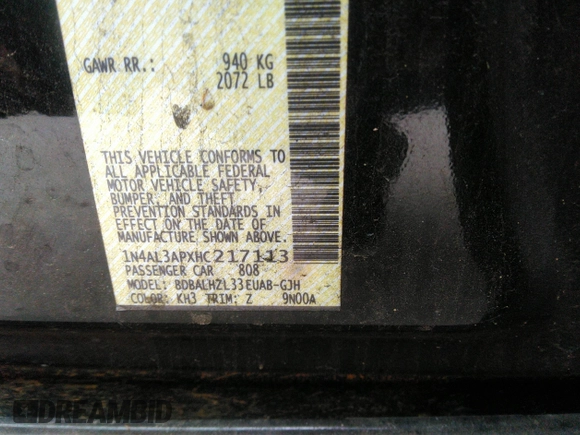 GAWR RR.: 940 KG
2072 LB
THIS VEHICLE CONFORMS TO
ALL APPLICABLE FEDERAL
MOTOR VEHICLE SAFETY,
BUMPER, AND THEFT
PREVENTION STANDARDS IN
EFFECT ON THE DATE OF
MANUFACTURE SHOWN ABOVE.
1N4AL3APXHC217113
PASSENGER CAR 808
MODEL: BDBALHZL33EUAB-GJH
COLOR: KH3 TRIM: Z 9N00A
DREAMBID